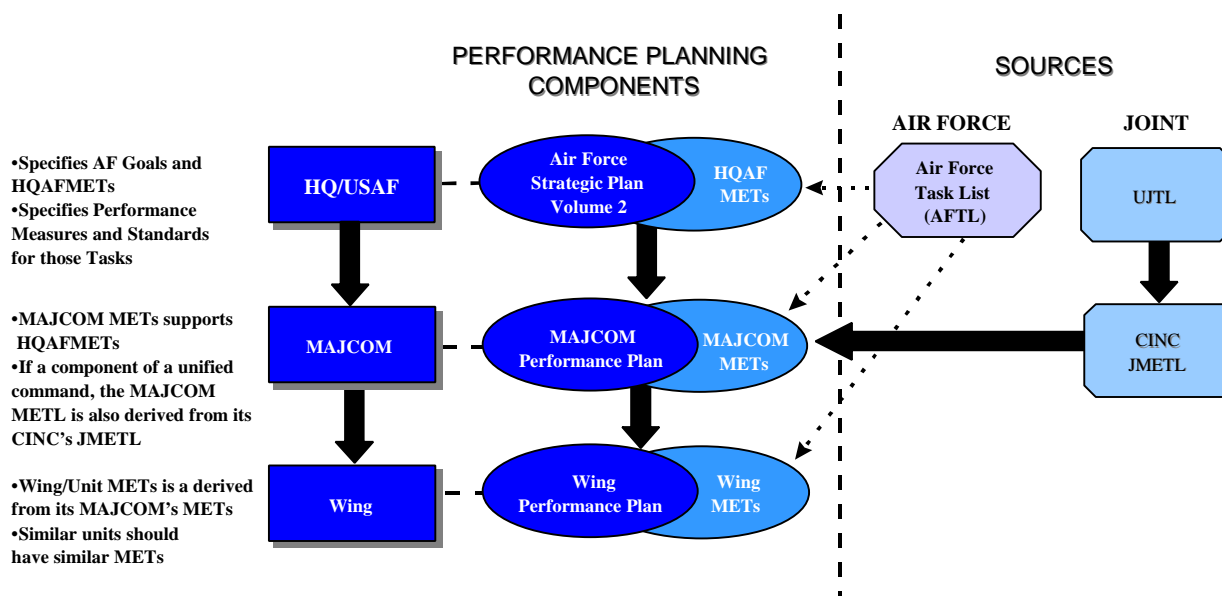 PERFORMANCE PLANNING
COMPONENTS
SOURCES
AIR FORCE
JOINT
•Specifies AF Goals and
HQAFMETs
•Specifies Performance
Measures and Standards
for those Tasks
HQ/USAF
Air Force
Strategic Plan
Volume 2
HQAF
METs
Air Force
Task List
(AFTL)
UJTL
•MAJCOM METs supports
HQAFMETs
•If a component of a unified
command, the MAJCOM
METL is also derived from its
CINC’s JMETL
MAJCOM
MAJCOM
Performance Plan
MAJCOM
METs
CINC
JMETL
•Wing/Unit METs is a derived
from its MAJCOM’s METs
•Similar units should
have similar METs
Wing
Wing
Performance Plan
Wing
METs